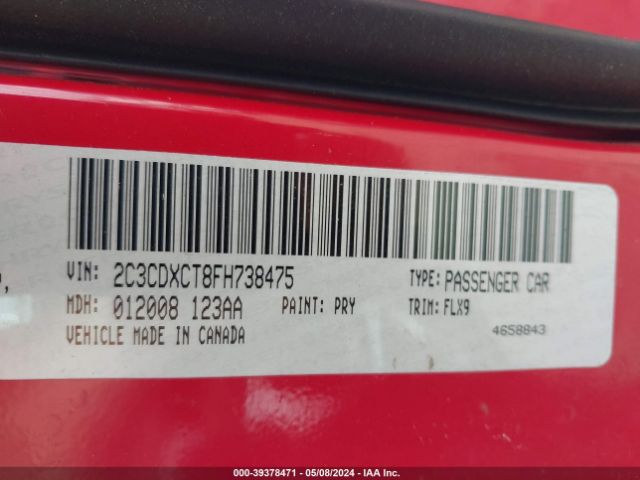 VIN: 2C3CDXCT8FH738475 TYPE: PASSENGER CAR
MDH: 012008 123AA PAINT: PRY TRIM: FLX9
VEHICLE MADE IN CANADA
4658843
000-39378471 - 05/08/2024 - IAA Inc.